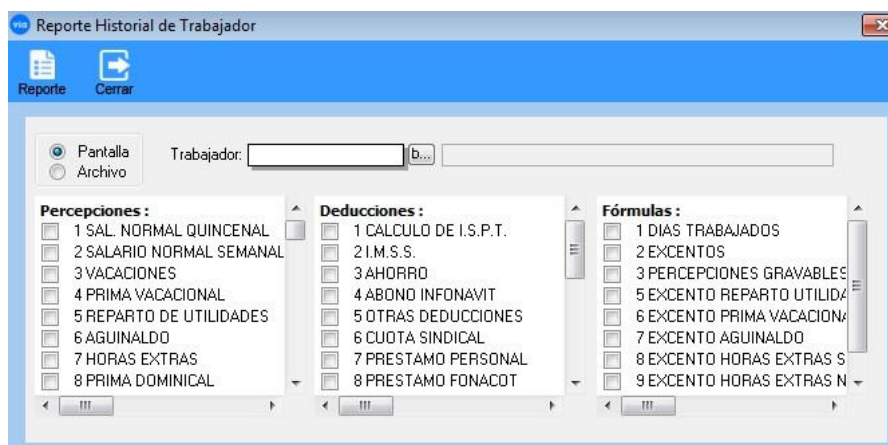 via Reporte Historial de Trabajador
Reporte Cerrar
Pantalla
Archivo
Trabajador: b...
Percepciones :
1 SAL. NORMAL QUINCENAL
2 SALARIO NORMAL SEMANAL
3 VACACIONES
4 PRIMA VACACIONAL
5 REPARTO DE UTILIDADES
6 AGUINALDO
7 HORAS EXTRAS
8 PRIMA DOMINICAL
Deducciones :
1 CALCULO DE I.S.P.T.
2 I.M.S.S.
3 AHORRO
4 ABONO INFONAVIT
5 OTRAS DEDUCCIONES
6 CUOTA SINDICAL
7 PRESTAMO PERSONAL
8 PRESTAMO FONACOT
Fórmulas :
1 DIAS TRABAJADOS
2 EXCENTOS
3 PERCEPCIONES GRAVABLES
5 EXCENTO REPARTO UTILIDA
6 EXCENTO PRIMA VACACIONA
7 EXCENTO AGUINALDO
8 EXCENTO HORAS EXTRAS S
9 EXCENTO HORAS EXTRAS N